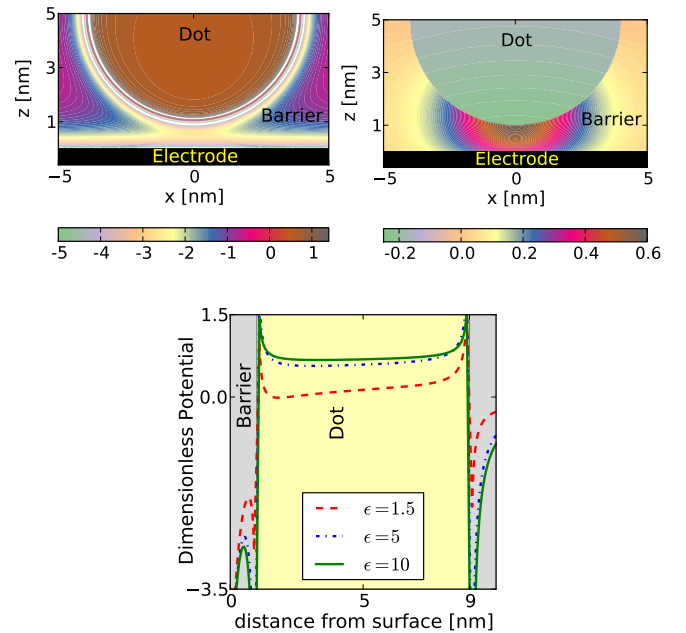 5
3
1
z [nm]
Dot
Barrier
Electrode
−5
0
5
x [nm]
-5
-4
-3
-2
-1
0
1
5
3
1
z [nm]
Dot
Barrier
Electrode
−5
0
5
x [nm]
-0.2
0.0
0.2
0.4
0.6
1.5
0.0
−3.5
Dimensionless Potential
Barrier
Dot
ϵ=1.5
ϵ=5
ϵ=10
0
5
9
distance from surface [nm]